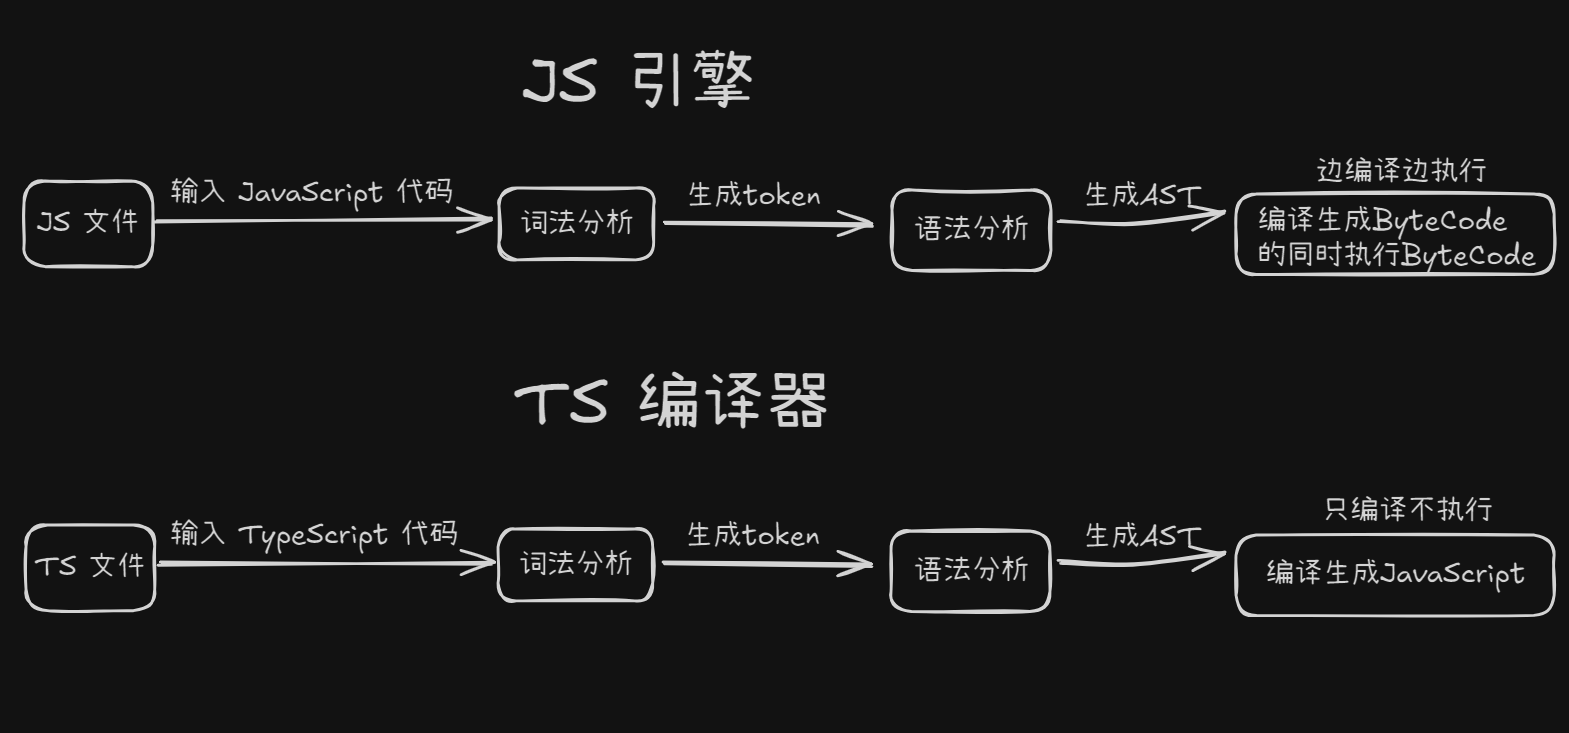 JS 引擎
边编译边执行
JS 文件
输入 JavaScript 代码
词法分析
生成token
语法分析
生成AST
编译生成ByteCode
的同时执行ByteCode
TS 编译器
只编译不执行
TS 文件
输入 TypeScript 代码
词法分析
生成token
语法分析
生成AST
编译生成JavaScript